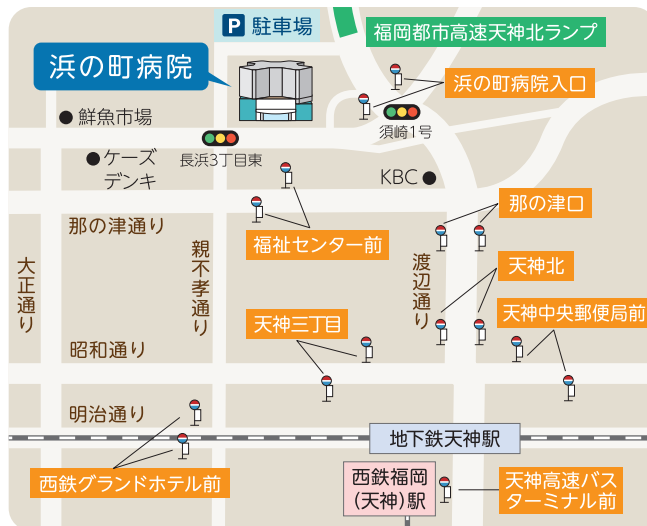 P 駐車場
福岡都市高速天神北ランプ
浜の町病院
浜の町病院入口
鮮魚市場
須崎1号
長浜3丁目東
ケーズ
デンキ
KBC
那の津口
那の津通り
福祉センター前
大正通り
親不孝通り
渡辺通り
天神北
天神中央郵便局前
天神三丁目
昭和通り
明治通り
地下鉄天神駅
西鉄グランドホテル前
西鉄福岡
(天神)駅
天神高速バス
ターミナル前